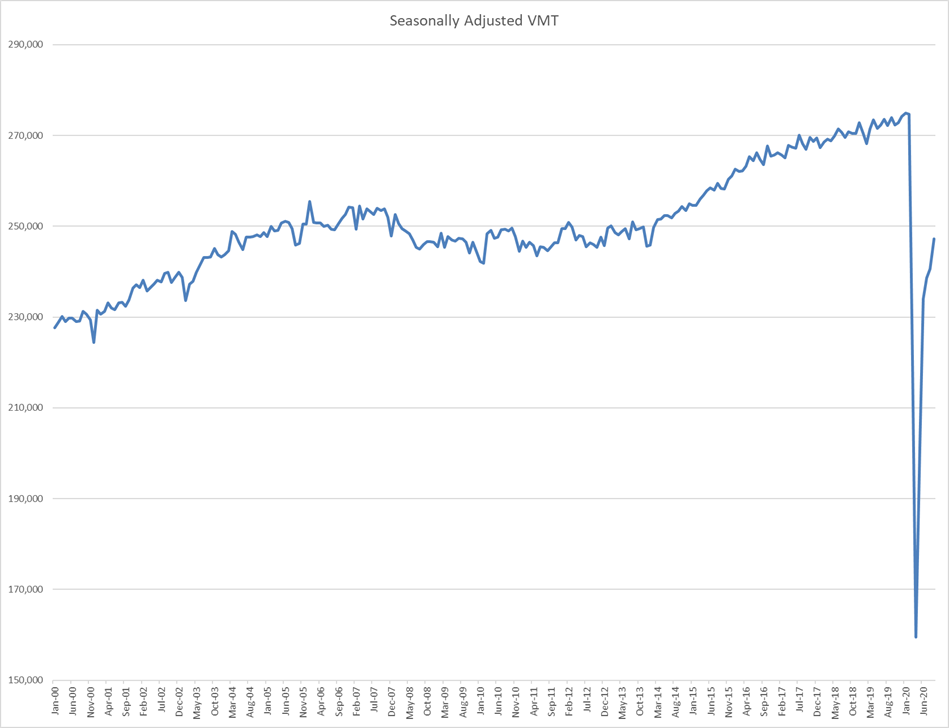 Seasonally Adjusted VMT
290,000
270,000
250,000
230,000
210,000
190,000
170,000
150,000
Jan-00
Jun-00
Nov-00
Apr-01
Sep-01
Feb-02
Jul-02
Dec-02
May-03
Oct-03
Mar-04
Aug-04
Jan-05
Jun-05
Nov-05
Apr-06
Sep-06
Feb-07
Jul-07
Dec-07
May-08
Oct-08
Mar-09
Aug-09
Jan-10
Jun-10
Nov-10
Apr-11
Sep-11
Feb-12
Jul-12
Dec-12
May-13
Oct-13
Mar-14
Aug-14
Jan-15
Jun-15
Nov-15
Apr-16
Sep-16
Feb-17
Jul-17
Dec-17
May-18
Oct-18
Mar-19
Aug-19
Jan-20
Jun-20